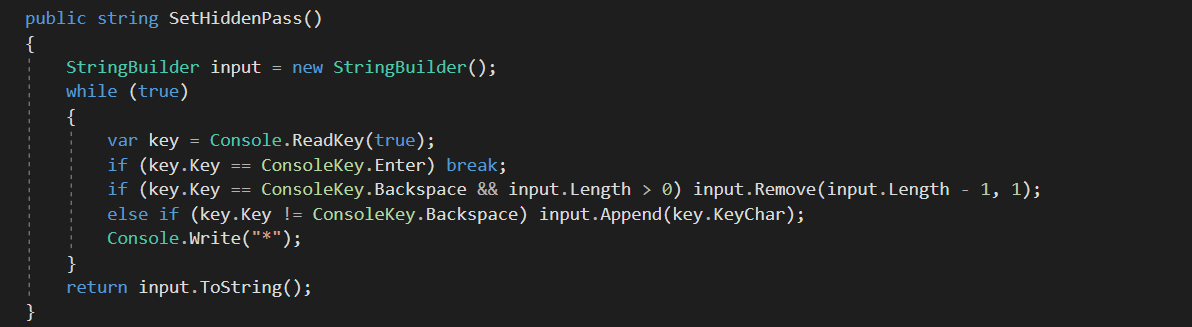 public string SetHiddenPass()
{
StringBuilder input = new StringBuilder();
while (true)
{
var key = Console.ReadKey(true);
if (key.Key == ConsoleKey.Enter) break;
if (key.Key == ConsoleKey.Backspace && input.Length > 0) input.Remove(input.Length - 1, 1);
else if (key.Key != ConsoleKey.Backspace) input.Append(key.KeyChar);
Console.Write("*");
}
return input.ToString();
}